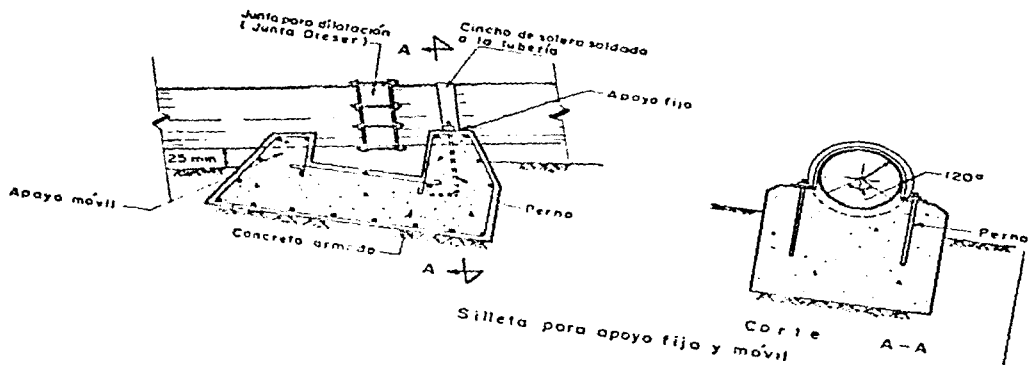 Junta para dilatación
( Junta Dreser )
A
Cincho de solera soldada
a la tubería
Apoyo fijo
25 min
Apoyo móvil
Perno
Concreto armado
A
120°
Perno
Silleta para apoyo fijo y móvil
Corte A-A